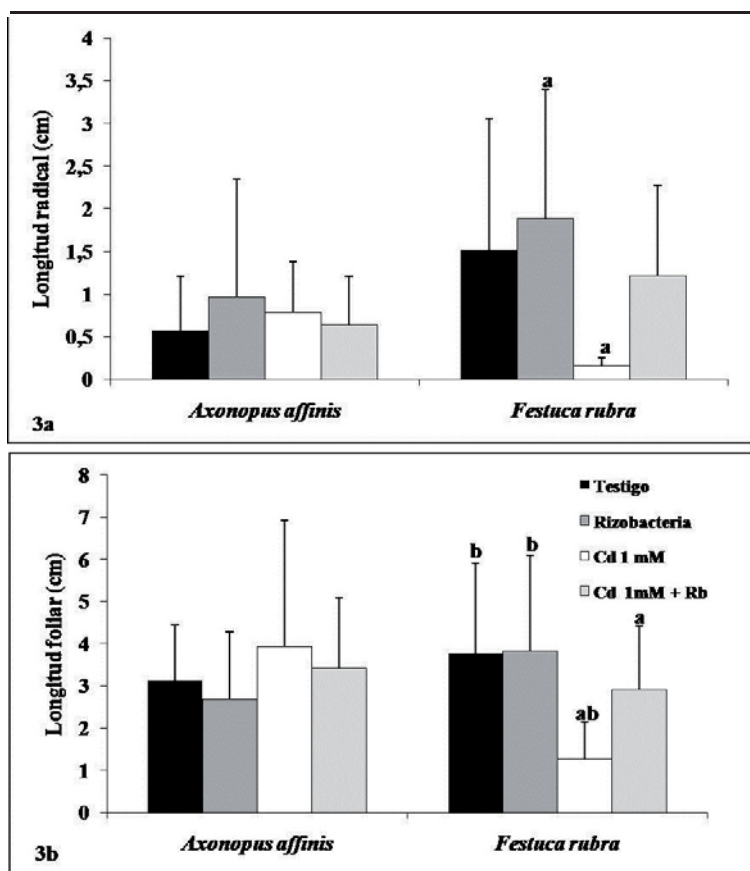 4
3,5
3
2,5
2
1,5
1
0,5
0
Longitud radical (cm)
a
a
Axonopus affinis
Festuca rubra
3a
8
7
6
5
4
3
2
1
0
Longitud foliar (cm)
Testigo
Rizobacteria
Cd 1 mM
Cd 1mM + Rb
b
b
ab
a
Axonopus affinis
Festuca rubra
3b